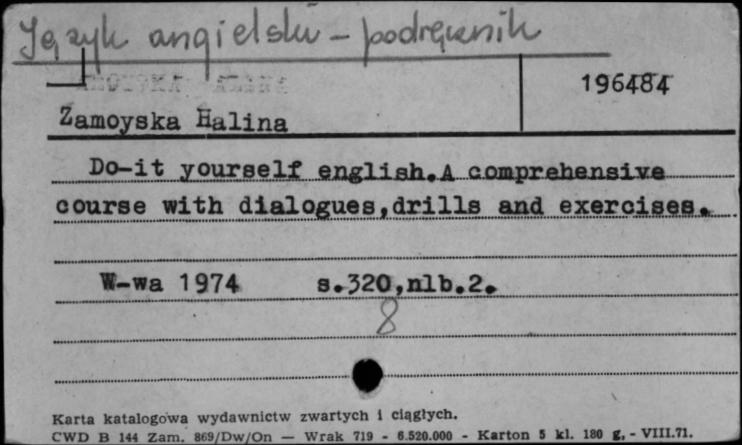 Język angielski - podręcznik
196484
Zamoyska Halina
Do-it yourself english.A comprehensive
course with dialogues,drills and exercises.
W-wa 1974 s.320,nlb.2.
8
Karta katalogowa wydawnictw zwartych i ciągłych.
CWD B 144 Zam. 869/Dw/On — Wrak 719 - 6.520.000 - Karton 5 kl. 180 g, - VIII.71.